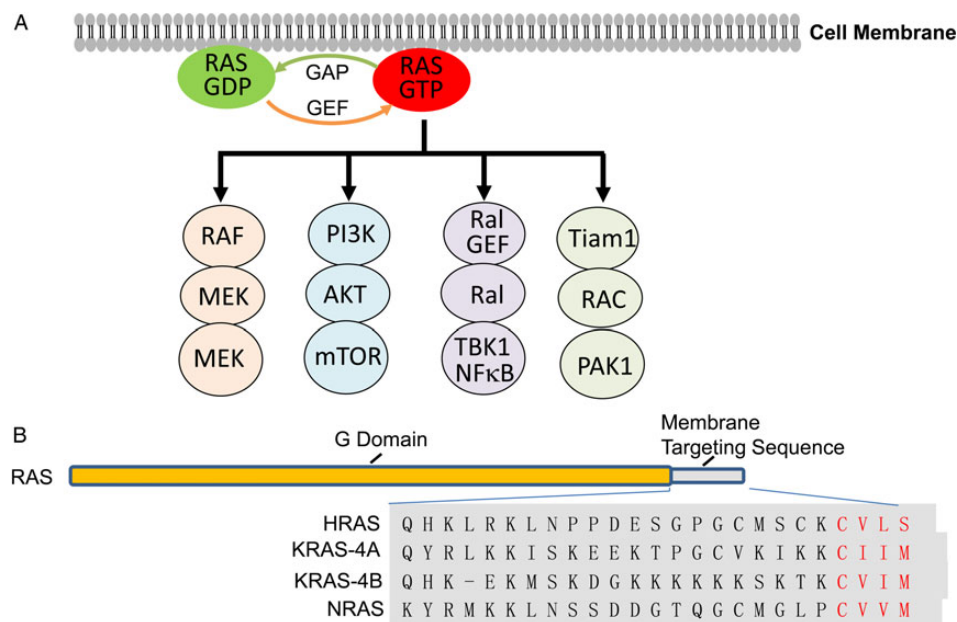 A
Cell Membrane
RAS
GDP
GAP
GEF
RAS
GTP
RAF
MEK
MEK
PI3K
AKT
mTOR
Ral
GEF
Ral
TBK1
NFκB
Tiam1
RAC
PAK1
B
G Domain
Membrane
Targeting Sequence
RAS
HRAS Q H K L R K L N P P D E S G P G C M S C K C V L S
KRAS-4A Q Y R L K K I S K E E K T P G C V K I K K C I I M
KRAS-4B Q H K - E K M S K D G K K K K K K S K T K C V I M
NRAS K Y R M K K L N S S D D G T Q G C M G L P C V V M